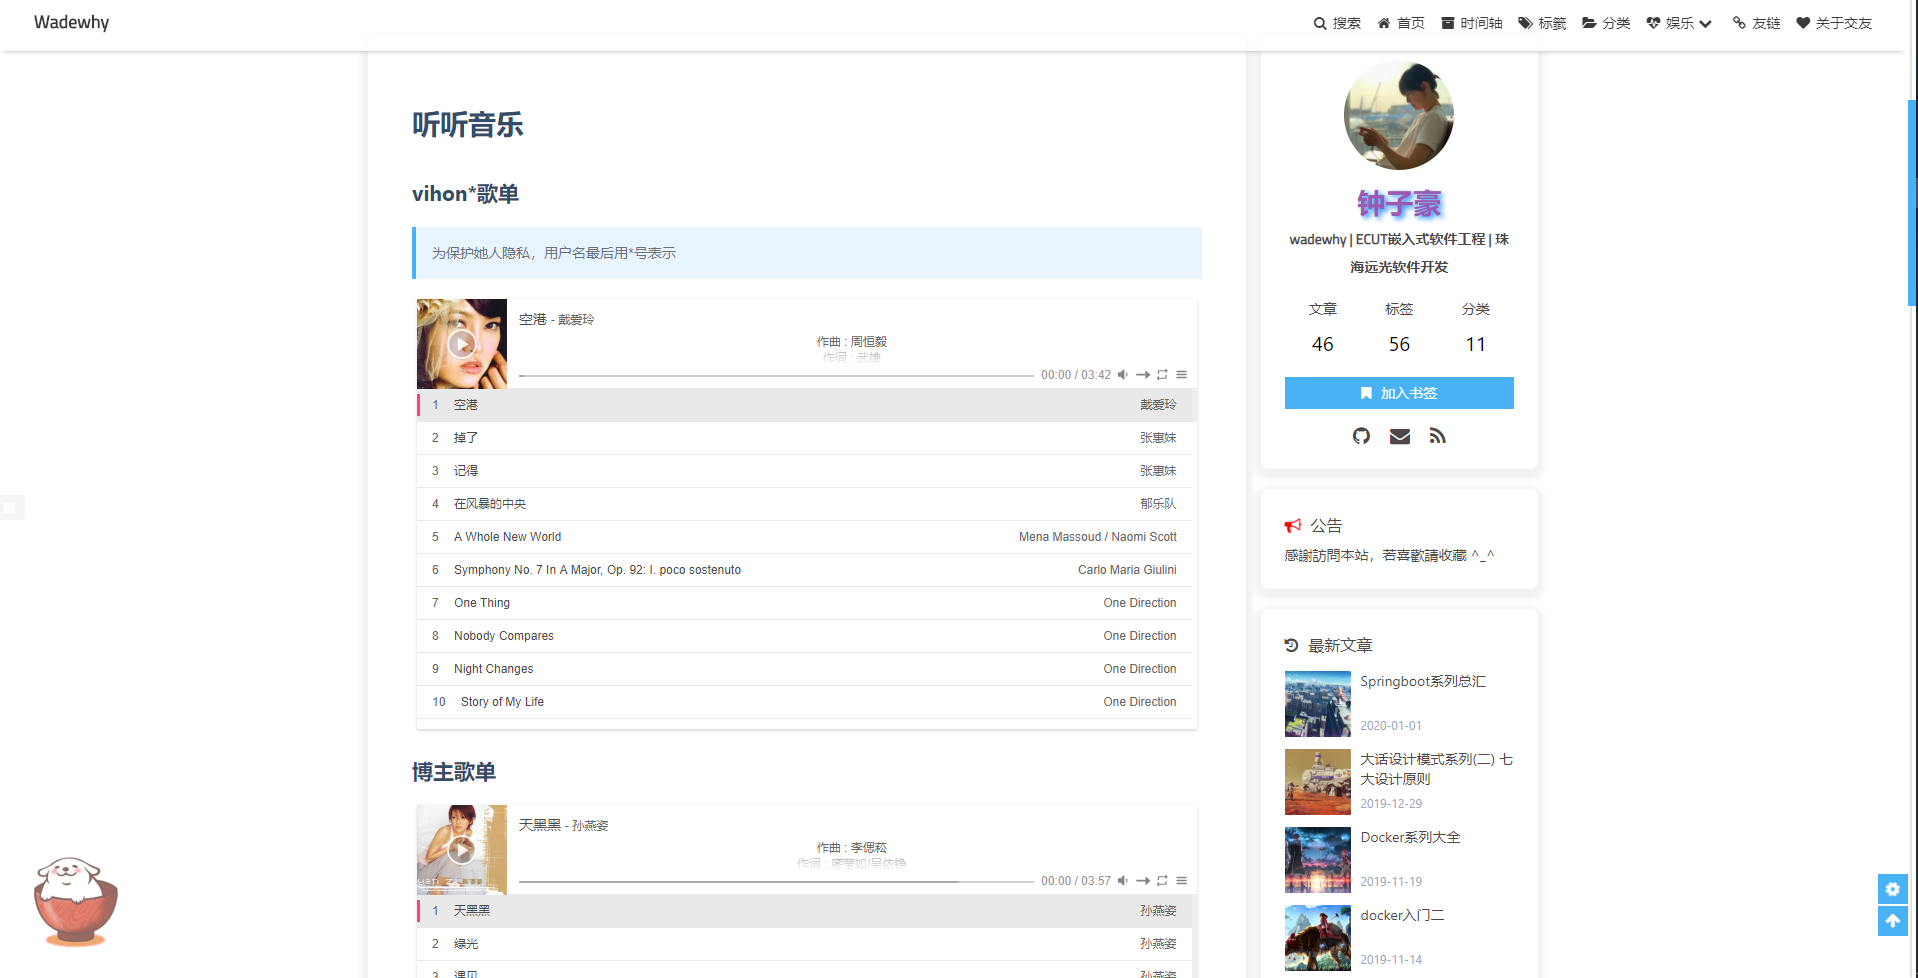 Wadewhy
搜索 首页 时间轴 标签 分类 娱乐 友链 关于交友
听听音乐
vihon*歌单
为保护她人隐私，用户名最后用*号表示
空港 - 戴爱玲
作曲 : 周恒毅
作词 : 武雄
00:00 / 03:42
1 空港 戴爱玲
2 掉了 张惠妹
3 记得 张惠妹
4 在风暴的中央 郁乐队
5 A Whole New World Mena Massoud / Naomi Scott
6 Symphony No. 7 In A Major, Op. 92: I. poco sostenuto Carlo Maria Giulini
7 One Thing One Direction
8 Nobody Compares One Direction
9 Night Changes One Direction
10 Story of My Life One Direction
博主歌单
天黑黑 - 孙燕姿
作曲 : 李偲菘
作词 : 廖莹如/吴依铮
00:00 / 03:57
1 天黑黑 孙燕姿
2 绿光 孙燕姿
3 遇见 孙燕姿
钟子豪
wadewhy | ECUT嵌入式软件工程 | 珠
海远光软件开发
文章 标签 分类
46 56 11
加入书签
公告
感謝訪問本站，若喜歡請收藏 ^_^
最新文章
Springboot系列总汇
2020-01-01
大话设计模式系列(二) 七
大设计原则
2019-12-29
Docker系列大全
2019-11-19
docker入门二
2019-11-14